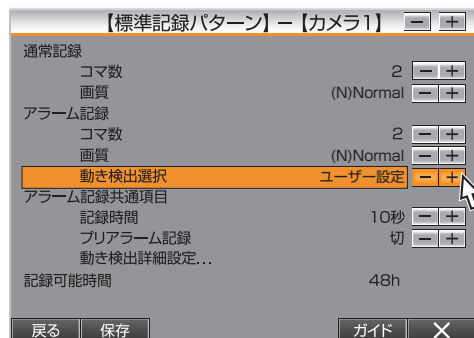 【標準記録パターン】－【カメラ1】 － ＋
通常記録
コマ数 2 － ＋
画質 (N)Normal － ＋
アラーム記録
コマ数 2 － ＋
画質 (N)Normal － ＋
動き検出選択 ユーザー設定 － ＋
アラーム記録共通項目
記録時間 10秒 － ＋
プリアラーム記録 切 － ＋
動き検出詳細設定...
記録可能時間 48h
戻る 保存 ガイド ×